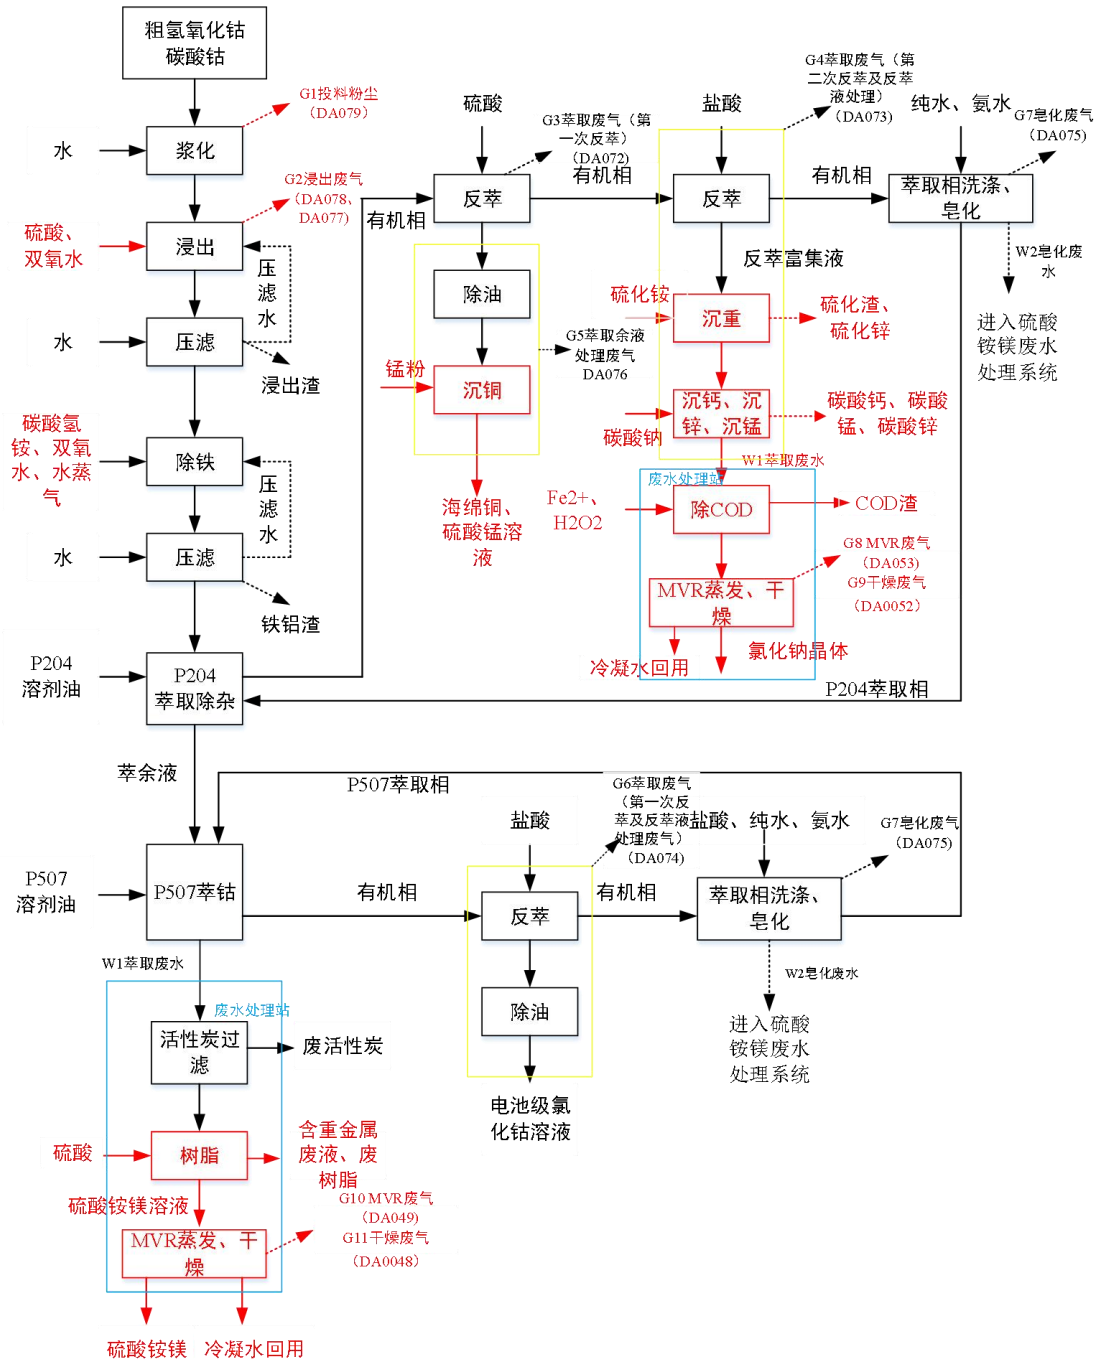 粗氢氧化钴
碳酸钴
G1投料粉尘
（DA079）
水
浆化
G2浸出废气
（DA078、
DA077)
硫酸、
双氧水
浸出
压
滤
水
水
压滤
浸出渣
碳酸氢
铵、双氧
水、水蒸
气
除铁
压
滤
水
水
压滤
铁铝渣
P204
溶剂油
P204
萃取除杂
有机相
硫酸
G3萃取废气（第
一次反萃）
（DA072)
反萃
有机相
除油
G5萃取余液
处理废气
DA076
锰粉
沉铜
海绵铜、
硫酸锰溶
液
盐酸
G4萃取废气（第
二次反萃及反萃
液处理）
(DA073)
反萃
有机相
反萃富集液
硫化铵
沉重
硫化渣、
硫化锌
碳酸钠
沉钙、沉
锌、沉锰
碳酸钙、碳酸
锰、碳酸锌
W1萃取废水
废水处理站
Fe2+、
H2O2
除COD
COD渣
G8 MVR废气
（DA053)
G9干燥废气
（DA0052）
MVR蒸发、干
燥
冷凝水回用
氯化钠晶体
纯水、氨水
G7皂化废气
（DA075)
萃取相洗涤、
皂化
W2皂化废
水
进入硫酸
铵镁废水
处理系统
P204萃取相
萃余液
P507萃取相
P507
溶剂油
P507萃钴
有机相
盐酸
G6萃取废气
（第一次反
萃及反萃液
处理废气）
(DA074)
反萃
有机相
除油
电池级氯
化钴溶液
盐酸、纯水、氨水
G7皂化废气
（DA075)
萃取相洗涤、
皂化
W2皂化废水
进入硫酸
铵镁废水
处理系统
W1萃取废水
废水处理站
活性炭过
滤
废活性炭
硫酸
树脂
含重金属
废液、废
树脂
硫酸铵镁溶液
G10 MVR废气
（DA049)
G11干燥废气
（DA0048）
MVR蒸发、干
燥
硫酸铵镁
冷凝水回用